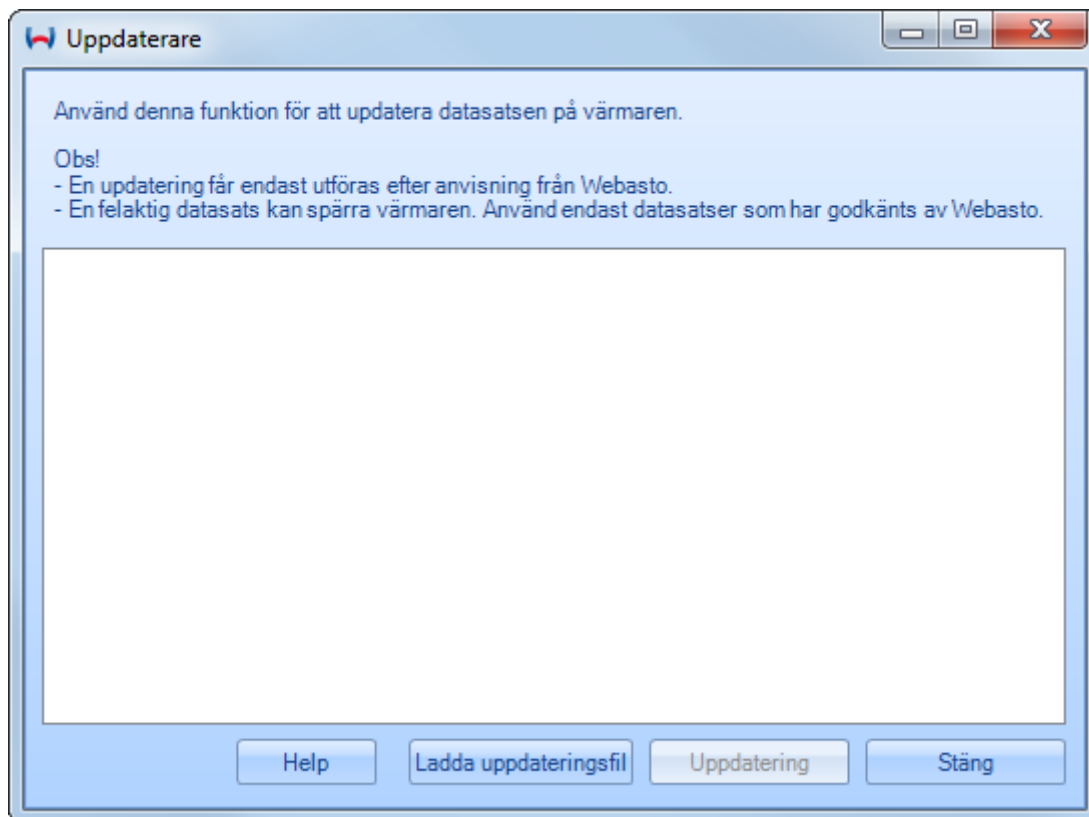 Uppdaterare
Använd denna funktion för att updatera datasatsen på värmaren.
Obs!
- En updatering får endast utföras efter anvisning från Webasto.
- En felaktig datasats kan spärra värmaren. Använd endast datasatser som har godkänts av Webasto.
Help
Ladda uppdateringsfil
Uppdatering
Stäng